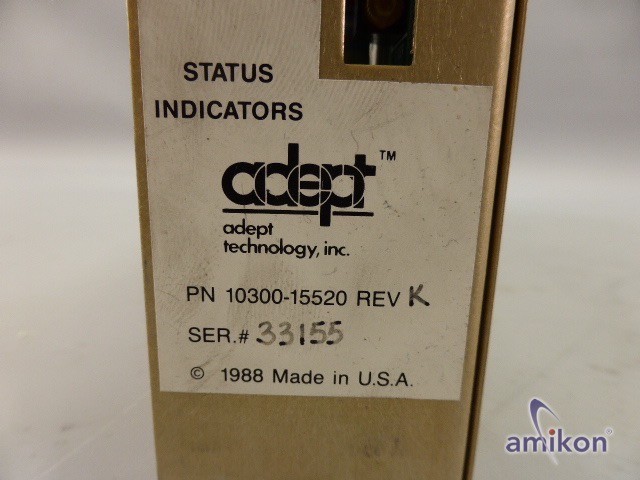 STATUS
INDICATORS
adept™
adept
technology, inc.
PN 10300-15520 REV K
SER.# 33155
© 1988 Made in U.S.A.
amikon